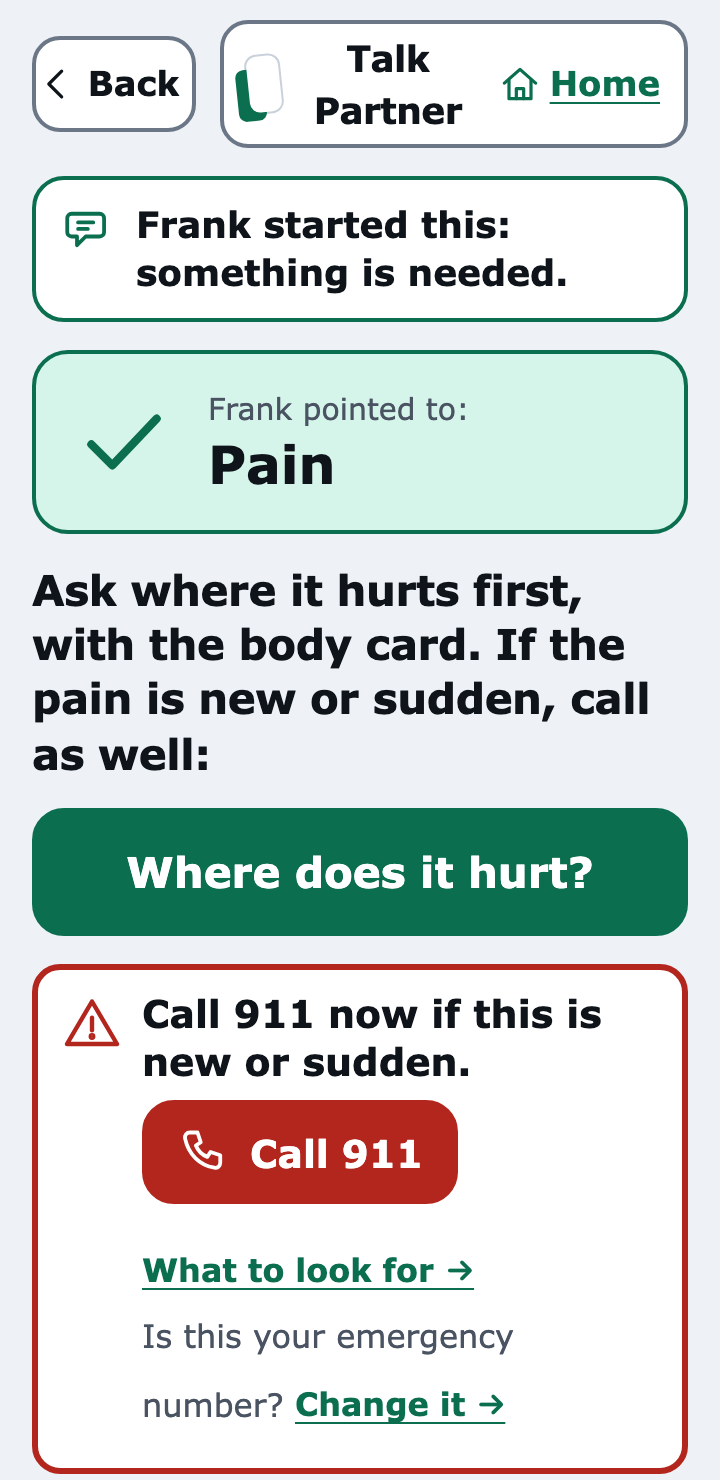 Back
Talk
Partner
Home
Frank started this:
something is needed.
Frank pointed to:
Pain
Ask where it hurts first,
with the body card. If the
pain is new or sudden, call
as well:
Where does it hurt?
Call 911 now if this is
new or sudden.
Call 911
What to look for →
Is this your emergency
number? Change it →